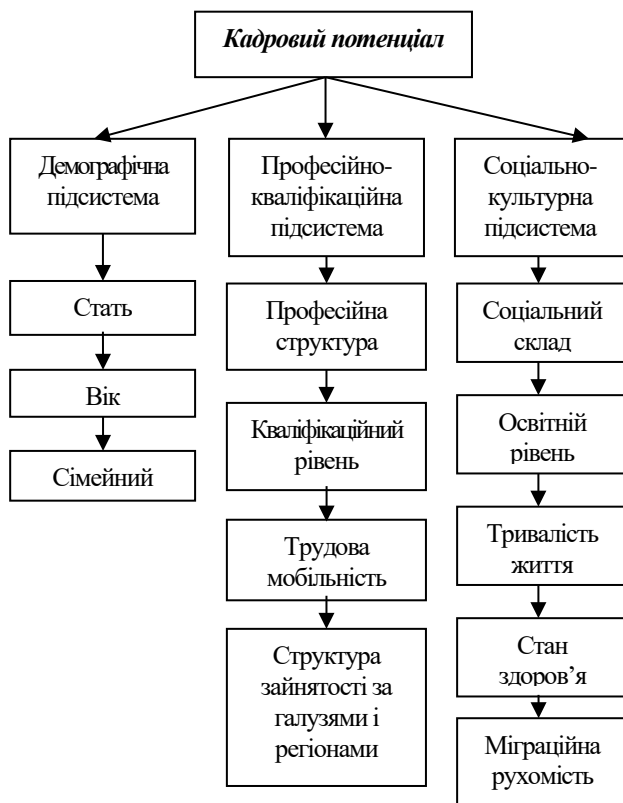 Кадровий потенціал
Демографічна
підсистема
Стать
Вік
Сімейний
Професійно-
кваліфікаційна
підсистема
Професійна
структура
Кваліфікаційний
рівень
Трудова
мобільність
Структура
зайнятості за
галузями і
регіонами
Соціально-
культурна
підсистема
Соціальний
склад
Освітній
рівень
Тривалість
життя
Стан
здоров’я
Міграційна
рухомість